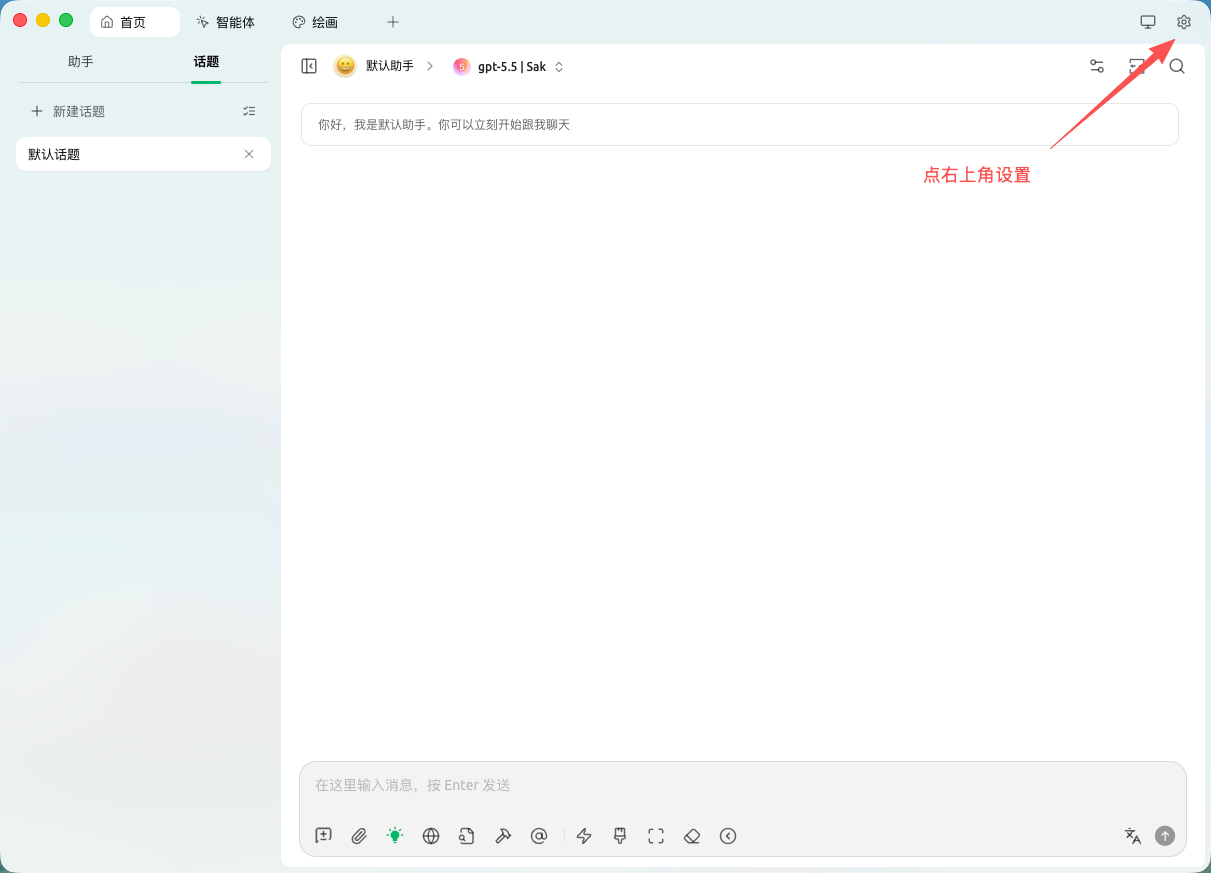 首页
智能体
绘画
助手
话题
默认助手
gpt-5.5 | Sak
新建话题
你好，我是默认助手。你可以立刻开始跟我聊天
默认话题
点右上角设置
在这里输入消息，按 Enter 发送